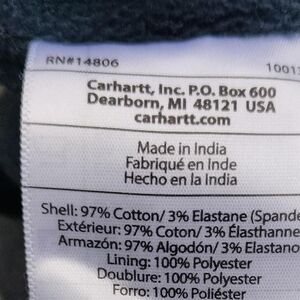 RN#14806
Carhartt, Inc. P.O. Box 600
Dearborn, MI 48121 USA
carhartt.com
Made in India
Fabriqué en Inde
Hecho en la India
Shell: 97% Cotton/ 3% Elastane
Extérieur: 97% Coton/ 3%
Armazón: 97% Algodón/ 3%
Lining: 100% Polyester
Doublure: 100% Polyester
Forro: 100% Poliéster